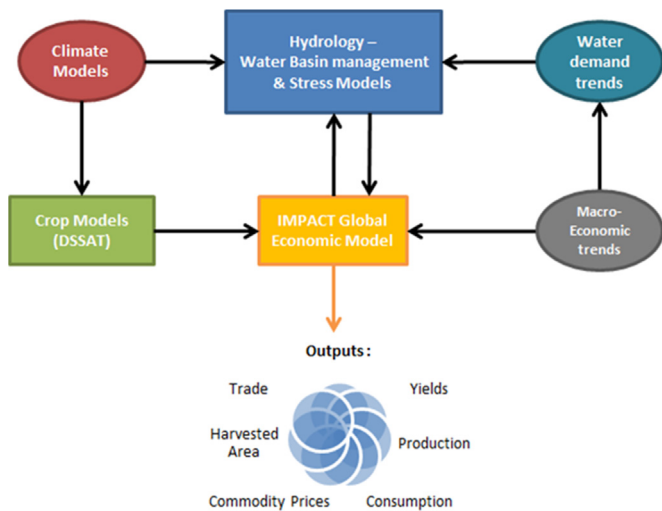 Climate
Models
Hydrology –
Water Basin management
& Stress Models
Water
demand
trends
Crop Models
(DSSAT)
IMPACT Global
Economic Model
Macro-
Economic
trends
Outputs :
Trade
Yields
Harvested
Area
Production
Commodity Prices
Consumption